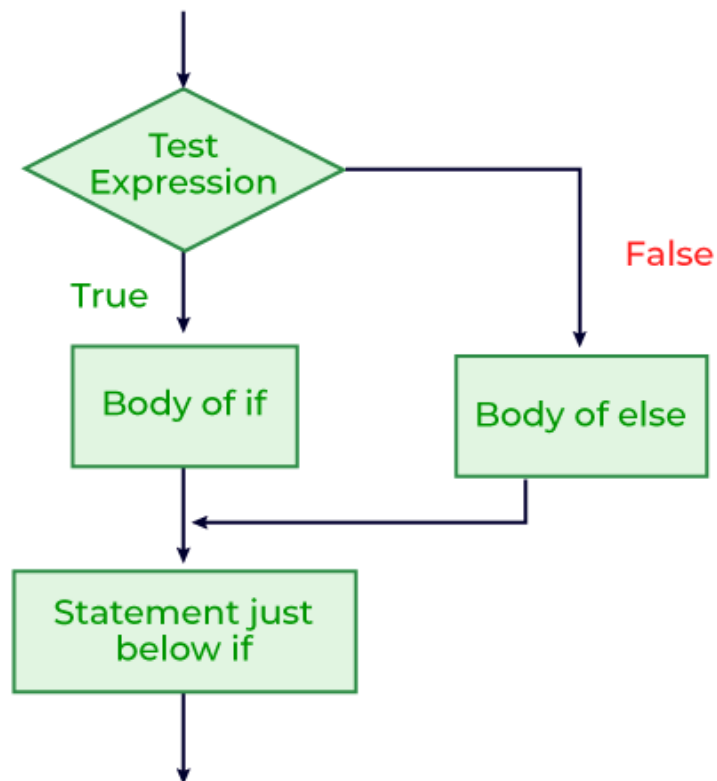 Test
Expression
False
True
Body of if
Body of else
Statement just
below if